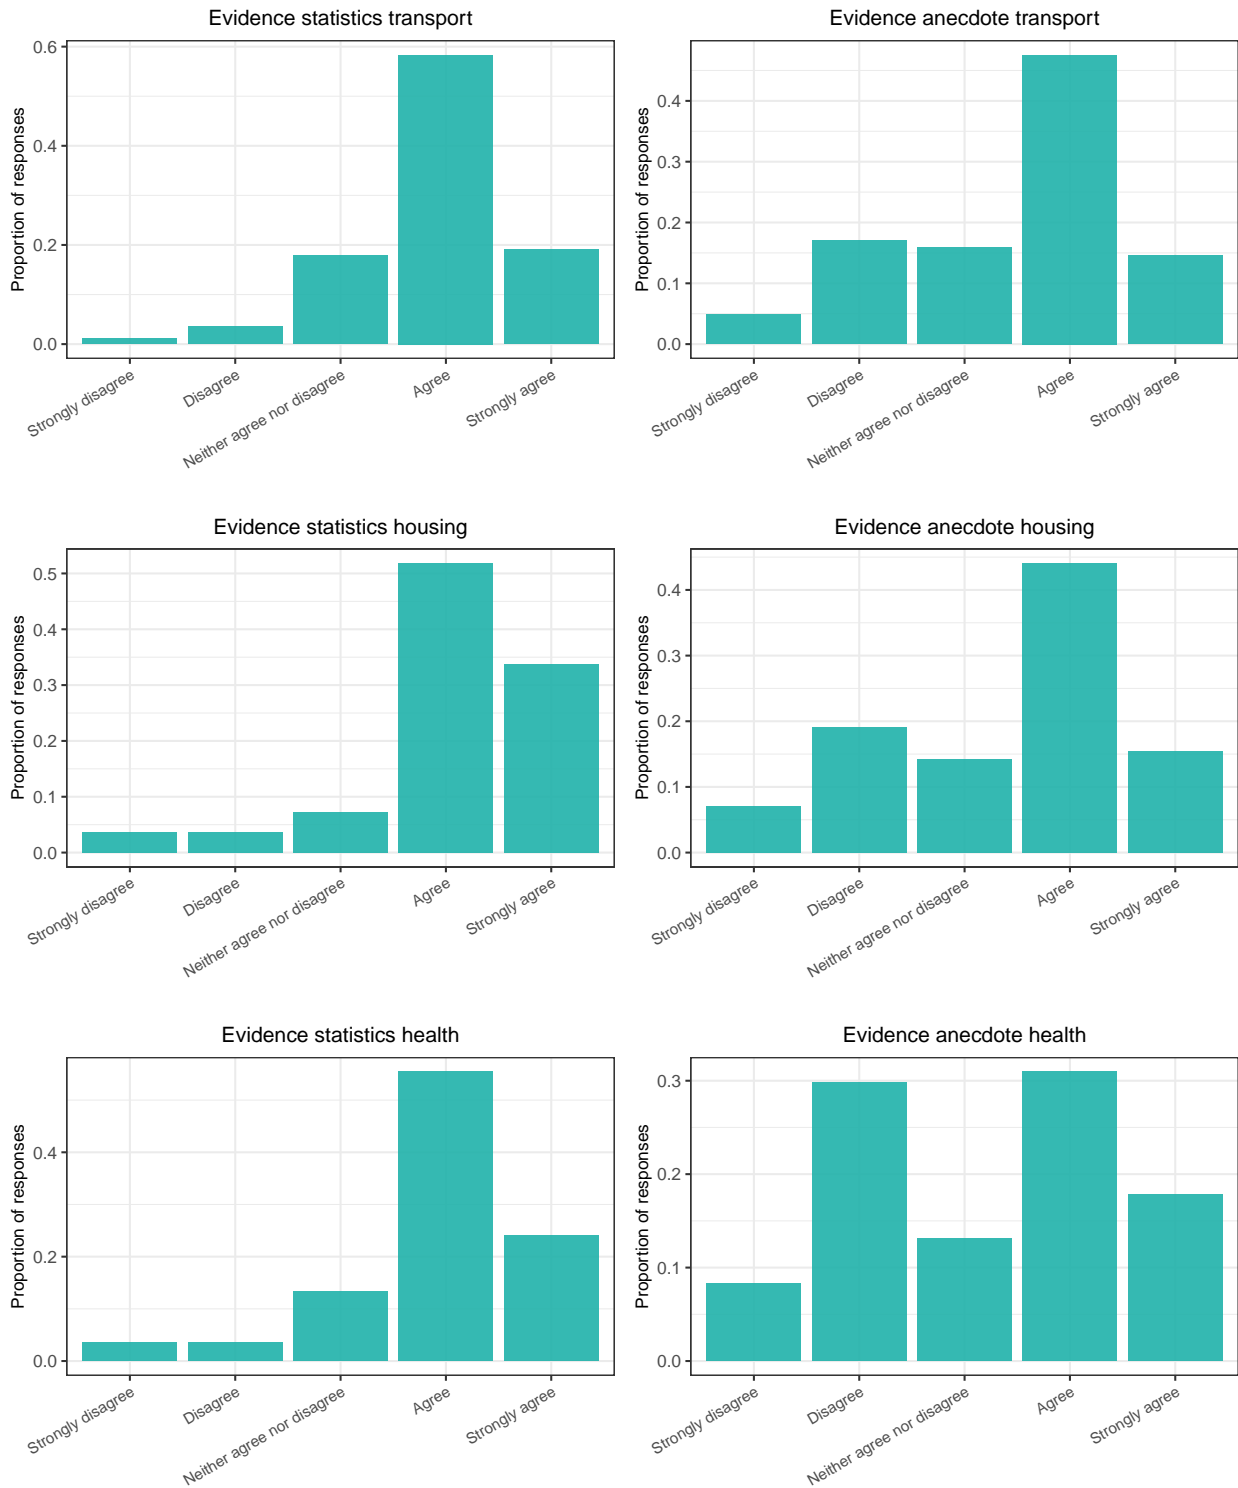 Evidence statistics transport
Proportion of responses
0.6
0.4
0.2
0.0
Strongly disagree
Disagree
Neither agree nor disagree
Agree
Strongly agree
Evidence anecdote transport
Proportion of responses
0.4
0.3
0.2
0.1
0.0
Strongly disagree
Disagree
Neither agree nor disagree
Agree
Strongly agree
Evidence statistics housing
Proportion of responses
0.5
0.4
0.3
0.2
0.1
0.0
Strongly disagree
Disagree
Neither agree nor disagree
Agree
Strongly agree
Evidence anecdote housing
Proportion of responses
0.4
0.3
0.2
0.1
0.0
Strongly disagree
Disagree
Neither agree nor disagree
Agree
Strongly agree
Evidence statistics health
Proportion of responses
0.4
0.2
0.0
Strongly disagree
Disagree
Neither agree nor disagree
Agree
Strongly agree
Evidence anecdote health
Proportion of responses
0.3
0.2
0.1
0.0
Strongly disagree
Disagree
Neither agree nor disagree
Agree
Strongly agree